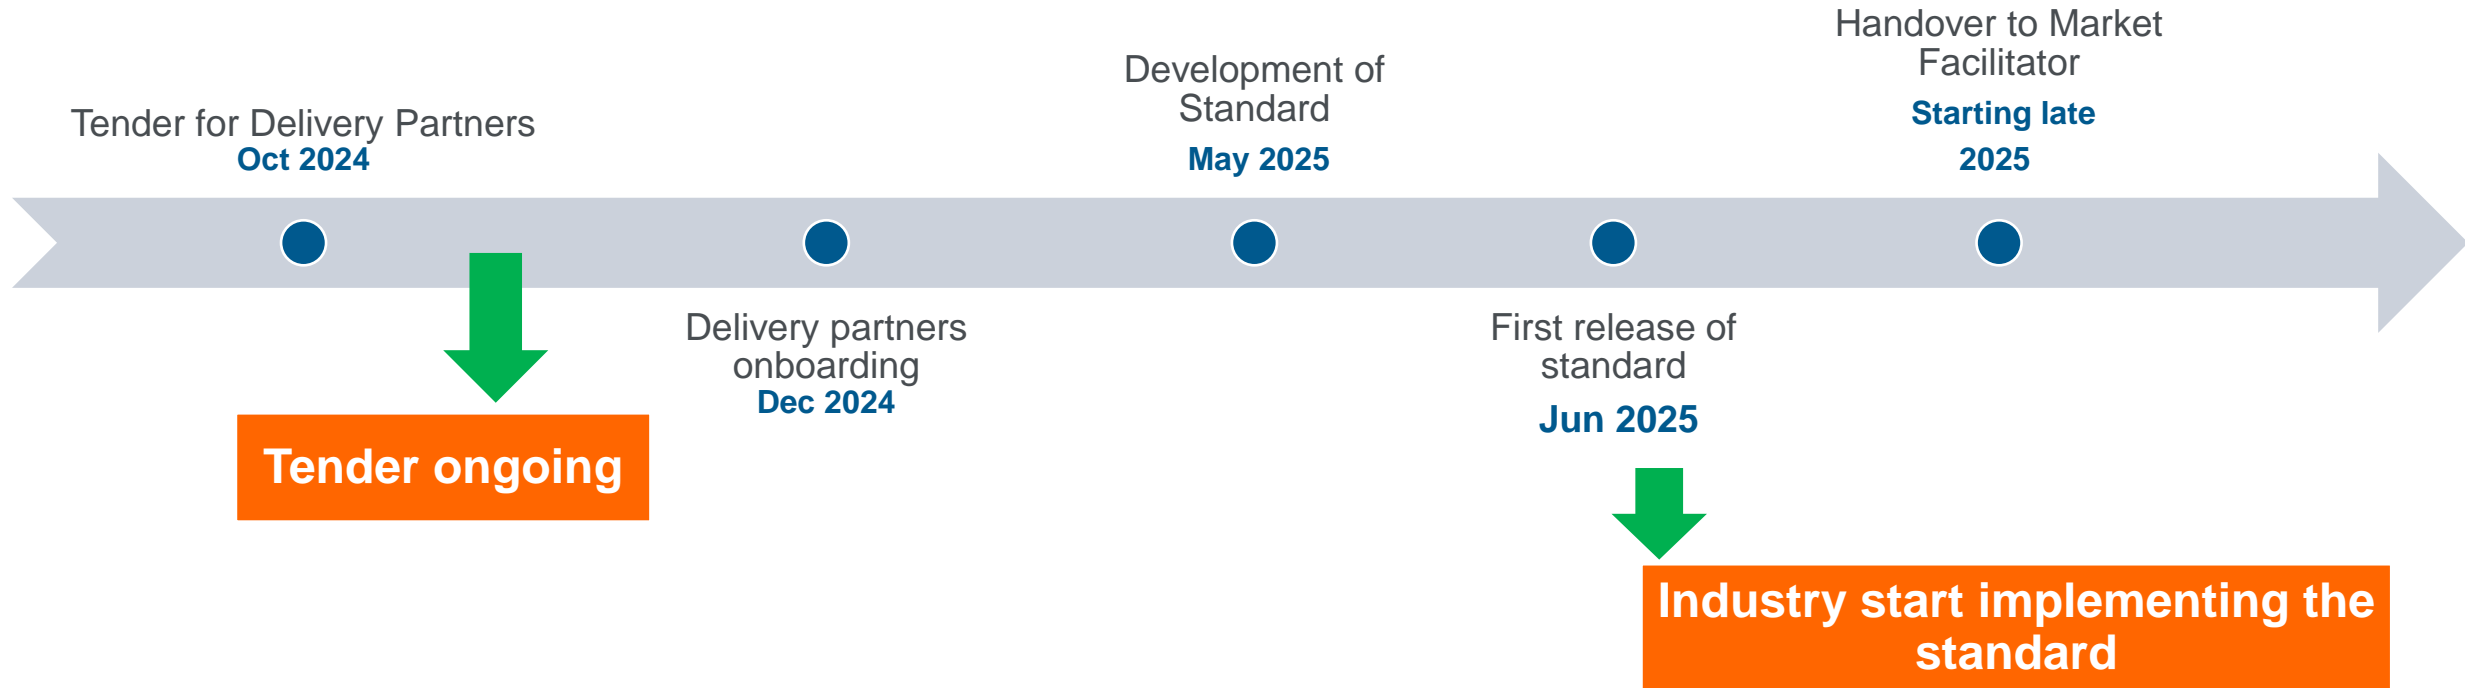 Tender for Delivery Partners
Oct 2024
Tender ongoing
Delivery partners
onboarding
Dec 2024
Development of
Standard
May 2025
First release of
standard
Jun 2025
Industry start implementing the
standard
Handover to Market
Facilitator
Starting late
2025